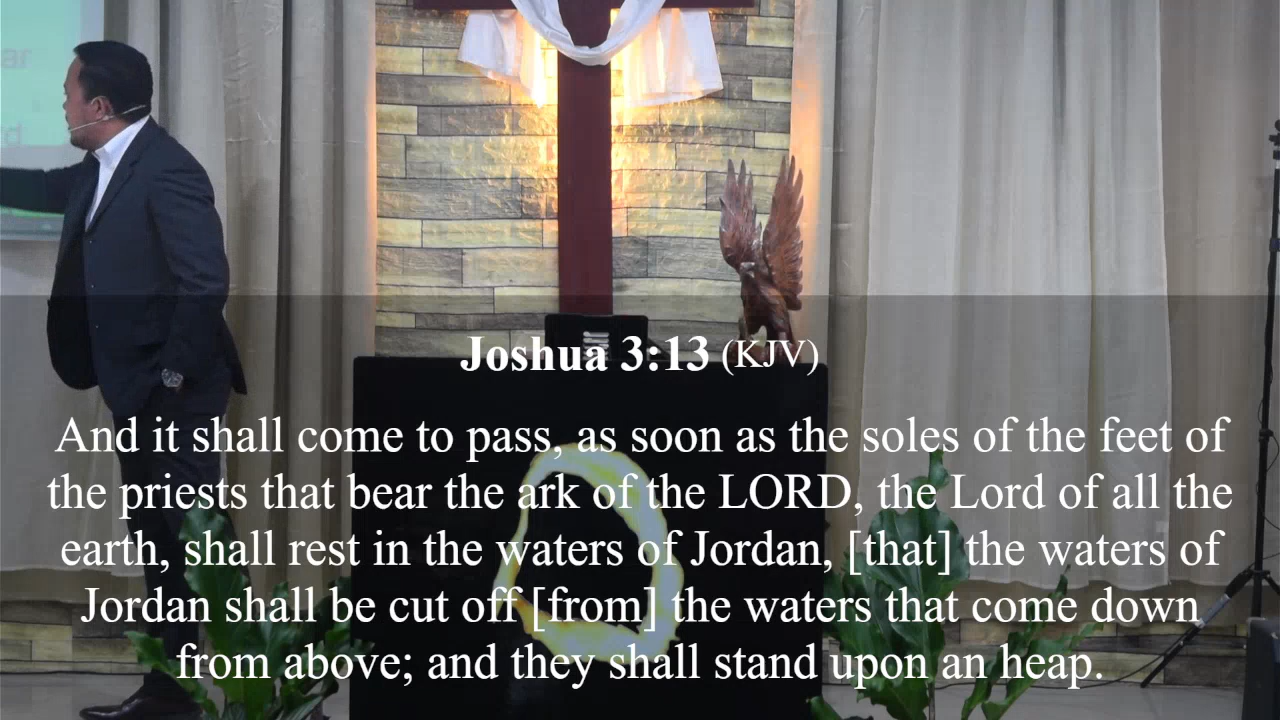 ar
rd
Joshua 3:13 (KJV)
And it shall come to pass, as soon as the soles of the feet of
the priests that bear the ark of the LORD, the Lord of all the
earth, shall rest in the waters of Jordan, [that] the waters of
Jordan shall be cut off [from] the waters that come down
from above; and they shall stand upon an heap.